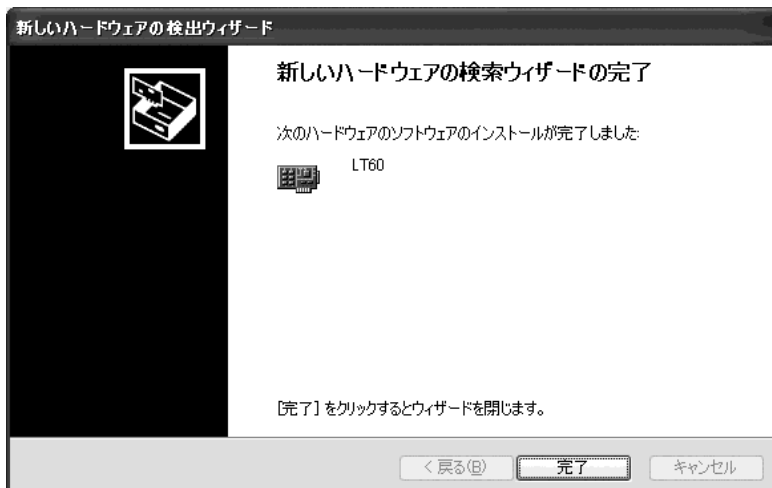 新しいハードウェアの検出ウィザード
新しいハードウェアの検索ウィザードの完了
次のハードウェアのソフトウェアのインストールが完了しました:
LT60
[完了] をクリックするとウィザードを閉じます。
< 戻る(B)
完了
キャンセル